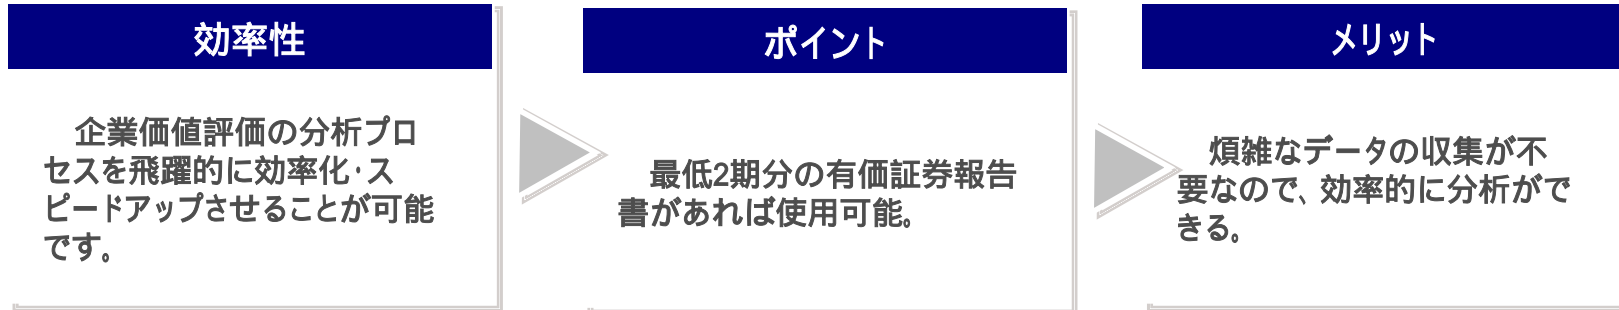 効率性
企業価値評価の分析プロ
セスを飛躍的に効率化･ス
ピードアップさせることが可能
です。
ポイント
最低2期分の有価証券報告
書があれば使用可能。
メリット
煩雑なデータの収集が不
要なので、効率的に分析がで
きる。